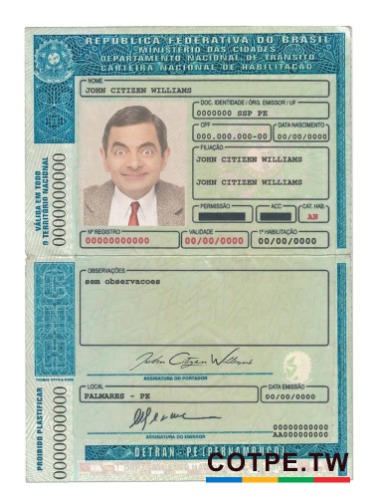 REPÚBLICA FEDERATIVA DO BRASIL
MINISTÉRIO DAS CIDADES
DEPARTAMENTO NACIONAL DE TRÂNSITO
CARTEIRA NACIONAL DE HABILITAÇÃO
NOME
JOHN CITIZEN WILLIAMS
DOC. IDENTIDADE / ÓRG. EMISSOR / UF
0000000 SSP PE
CPF DATA NASCIMENTO
000.000.000-00 00/00/0000
FILIAÇÃO
JOHN CITIZEN WILLIAMS
JOHN CITIZEN WILLIAMS
PERMISSÃO ACC CAT. HAB.
AB
Nº REGISTRO VALIDADE 1ª HABILITAÇÃO
00000000000 00/00/0000 00/00/0000
VÁLIDA EM TODO
O TERRITÓRIO NACIONAL
0000000000
OBSERVAÇÕES
sem observacoes
John Citizen Williams
ASSINATURA DO PORTADOR
LOCAL DATA EMISSÃO
PALMARES - PE 00/00/0000
ASSINATURA DO EMISSOR
00000000000
AA000000000
DETRAN - PE (PERNAMBUCO)
PROIBIDO PLASTIFICAR
0000000000
COTPE.TW